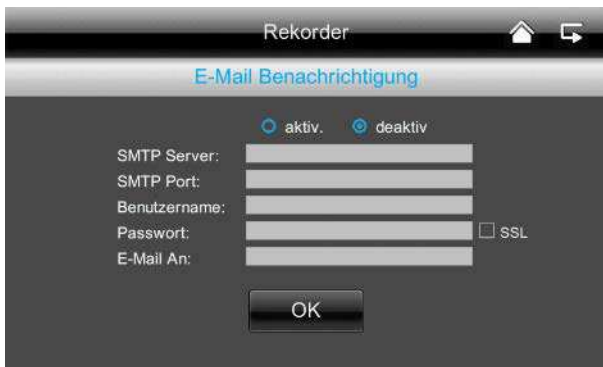 Rekorder
E-Mail Benachrichtigung
aktiv. deaktiv
SMTP Server:
SMTP Port:
Benutzername:
Passwort: SSL
E-Mail An:
OK